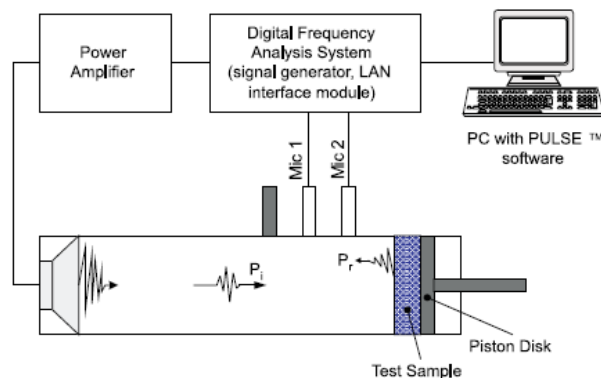 Power
Amplifier
Digital Frequency
Analysis System
(signal generator, LAN
interface module)
PC with PULSE ™
software
Mic 1
Mic 2
Pi
Pr
Piston Disk
Test Sample